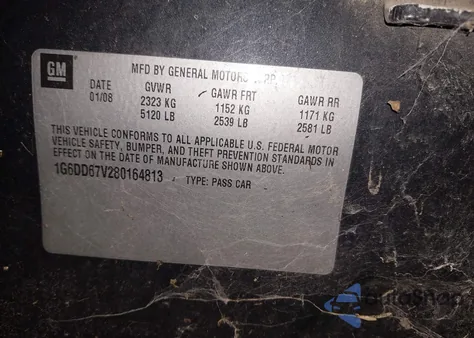 GM
MFD BY GENERAL MOTORS
DATE GVWR GAWR FRT GAWR RR
01/08 2323 KG 1152 KG 1171 KG
5120 LB 2539 LB 2581 LB
THIS VEHICLE CONFORMS TO ALL APPLICABLE U.S. FEDERAL MOTOR
VEHICLE SAFETY, BUMPER, AND THEFT PREVENTION STANDARDS IN
EFFECT ON THE DATE OF MANUFACTURE SHOWN ABOVE.
1G6DD67V280164813 TYPE: PASS CAR
AutoSnap